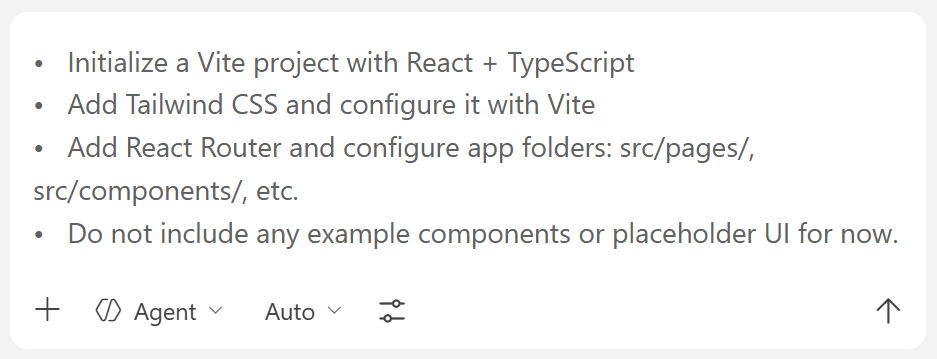 • Initialize a Vite project with React + TypeScript
• Add Tailwind CSS and configure it with Vite
• Add React Router and configure app folders: src/pages/,
src/components/, etc.
• Do not include any example components or placeholder UI for now.
Agent Auto